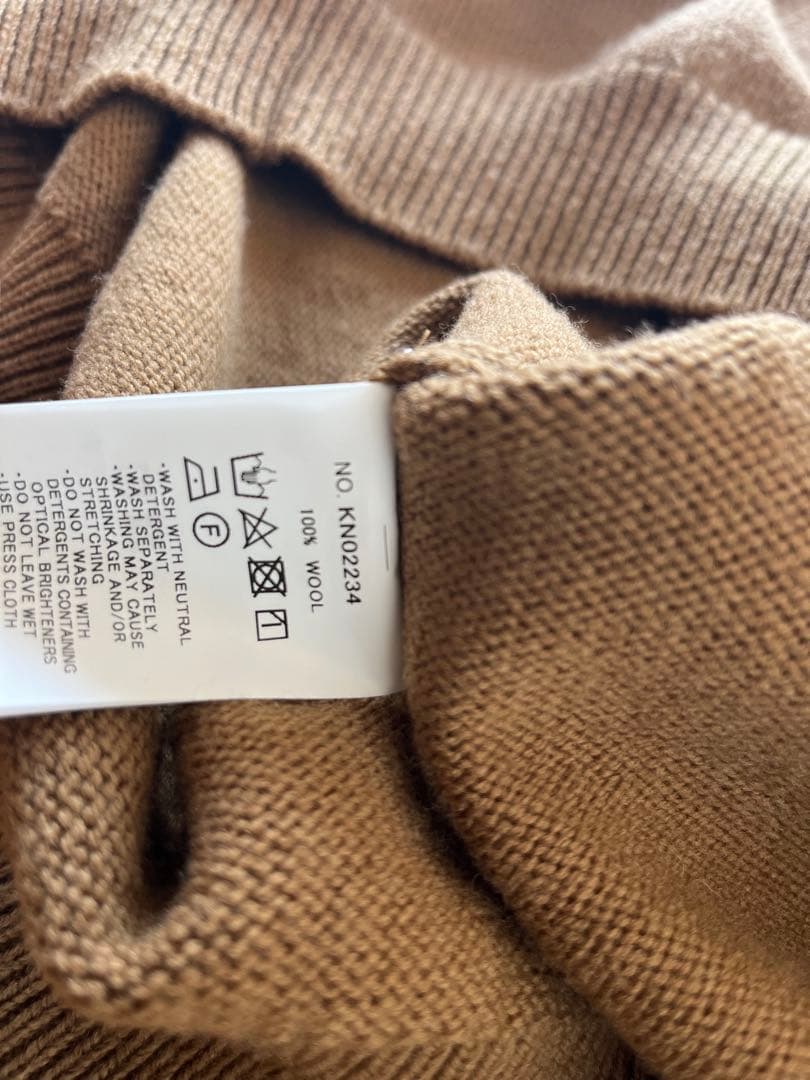 NO. KN02234
100% WOOL
F
-WASH WITH NEUTRAL
DETERGENT
-WASH SEPARATELY
-WASHING MAY CAUSE
SHRINKAGE AND/OR
STRETCHING
-DO NOT WASH WITH
DETERGENTS CONTAINING
OPTICAL BRIGHTENERS
-DO NOT LEAVE WET
-USE PRESS CLOTH